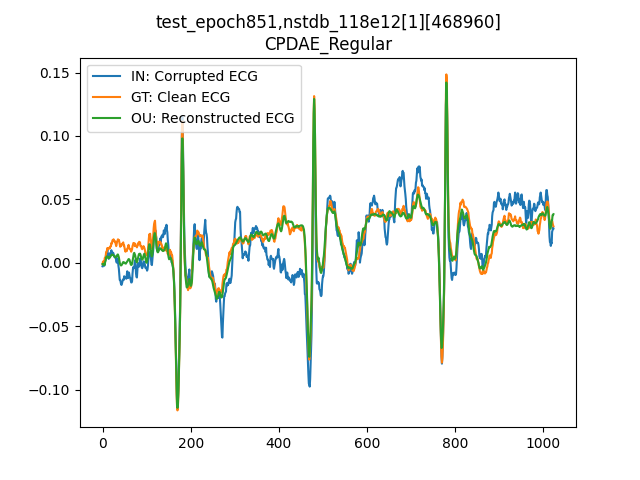 test_epoch851,nstdb_118e12[1][468960]
CPDAE_Regular
IN: Corrupted ECG
GT: Clean ECG
OU: Reconstructed ECG
0.15
0.10
0.05
0.00
−0.05
−0.10
0 200 400 600 800 1000